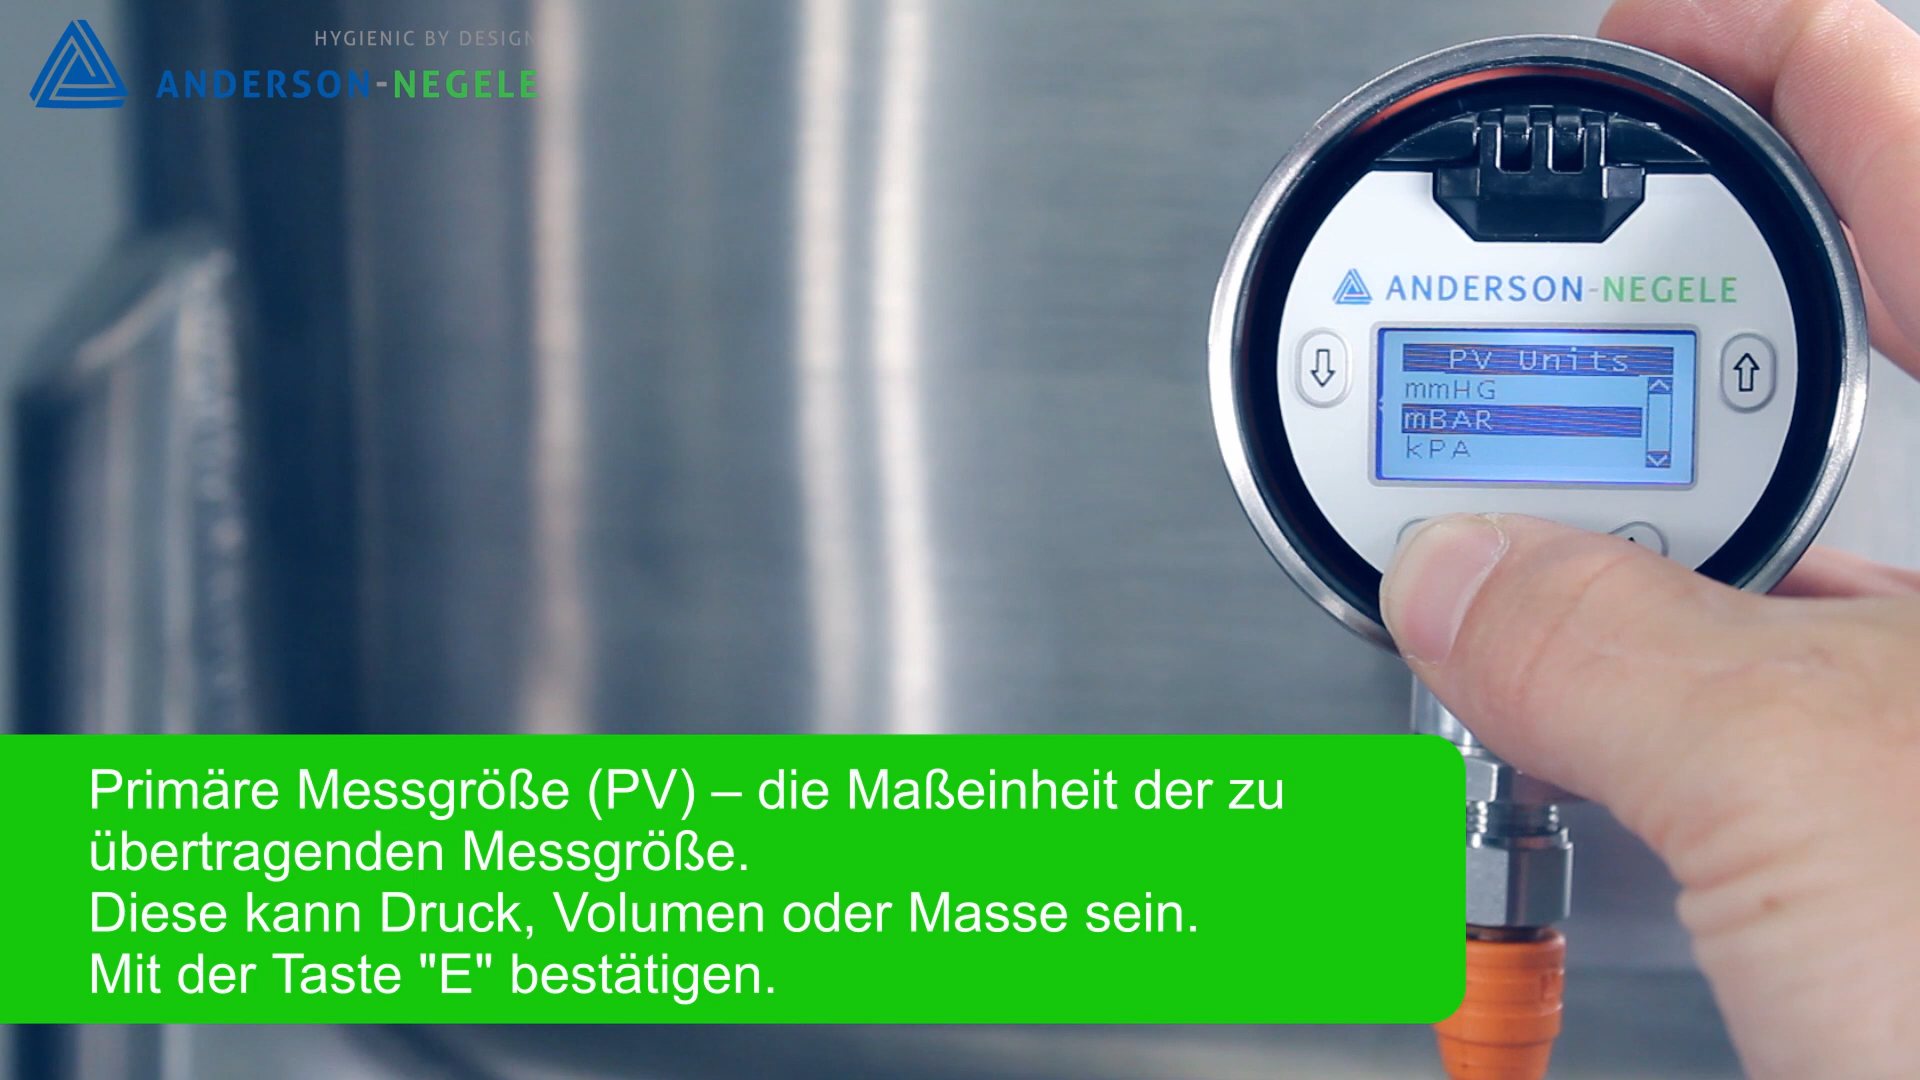 HYGIENIC BY DESIGN
ANDERSON-NEGELE
ANDERSON-NEGELE
PV Units
mmHG
mBAR
kPA
Primäre Messgröße (PV) – die Maßeinheit der zu
übertragenden Messgröße.
Diese kann Druck, Volumen oder Masse sein.
Mit der Taste "E" bestätigen.